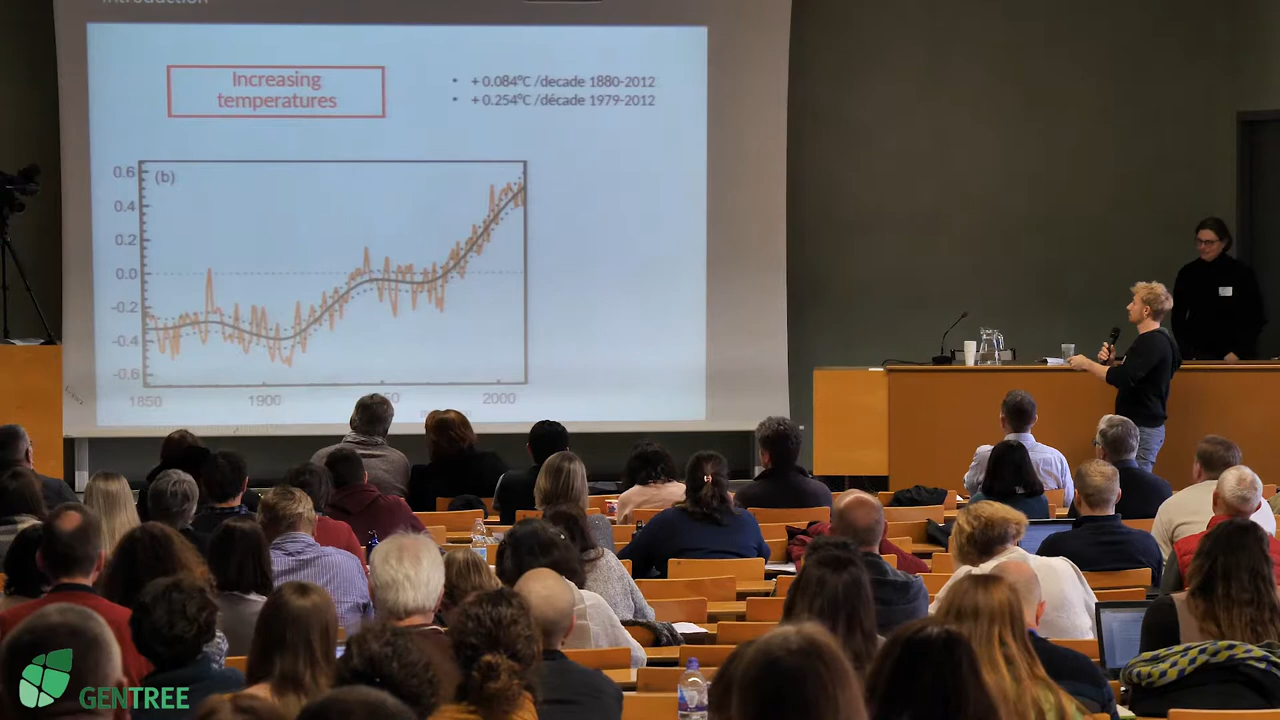 Introduction
Increasing
temperatures
• + 0.084°C /decade 1880-2012
• + 0.254°C /décade 1979-2012
(b)
0.6
0.4
0.2
0.0
-0.2
-0.4
-0.6
1850 1900 50 2000
GENTREE